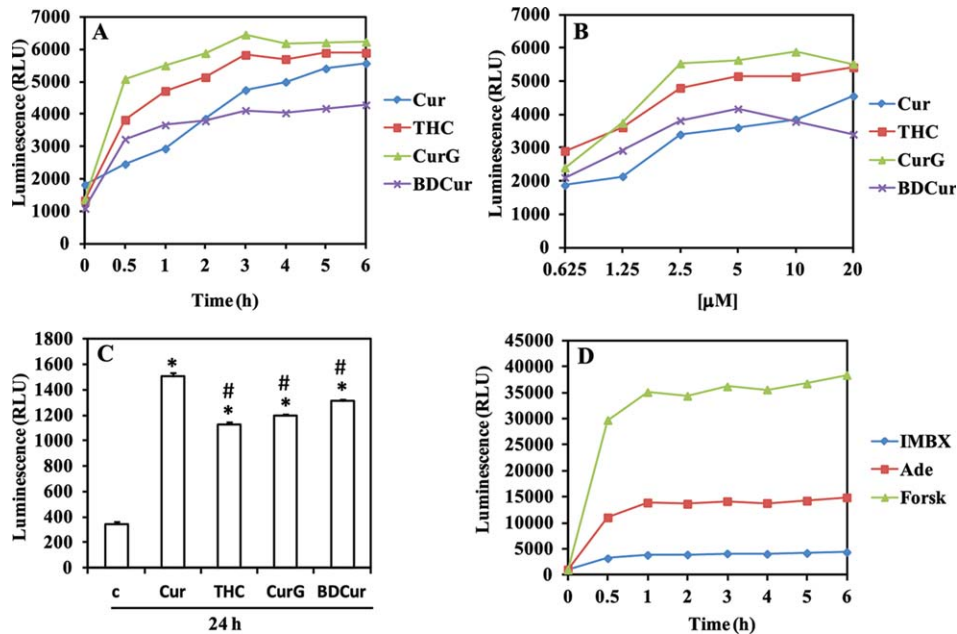 A
Luminescence (RLU)
7000
6000
5000
4000
3000
2000
1000
0
0 0.5 1 2 3 4 5 6
Time (h)
Cur
THC
CurG
BDCur
B
Luminescence (RLU)
7000
6000
5000
4000
3000
2000
1000
0
0.625 1.25 2.5 5 10 20
[µM]
Cur
THC
CurG
BDCur
C
Luminescence (RLU)
1800
1600
1400
1200
1000
800
600
400
200
0
*
# # #
* * *
c Cur THC CurG BDCur
24 h
D
Luminescence (RLU)
45000
40000
35000
30000
25000
20000
15000
10000
5000
0
0 0.5 1 2 3 4 5 6
Time (h)
IMBX
Ade
Forsk